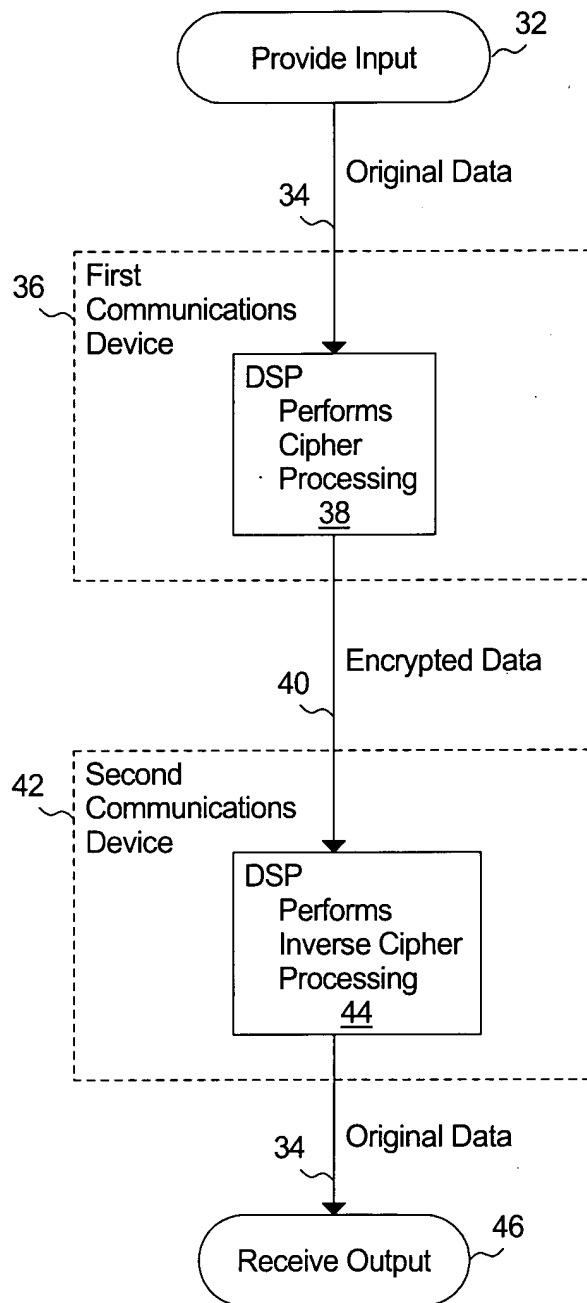 Provide Input
32
Original Data
34
36
First
Communications
Device
DSP
Performs
Cipher
Processing
38
Encrypted Data
40
42
Second
Communications
Device
DSP
Performs
Inverse Cipher
Processing
44
Original Data
34
Receive Output
46